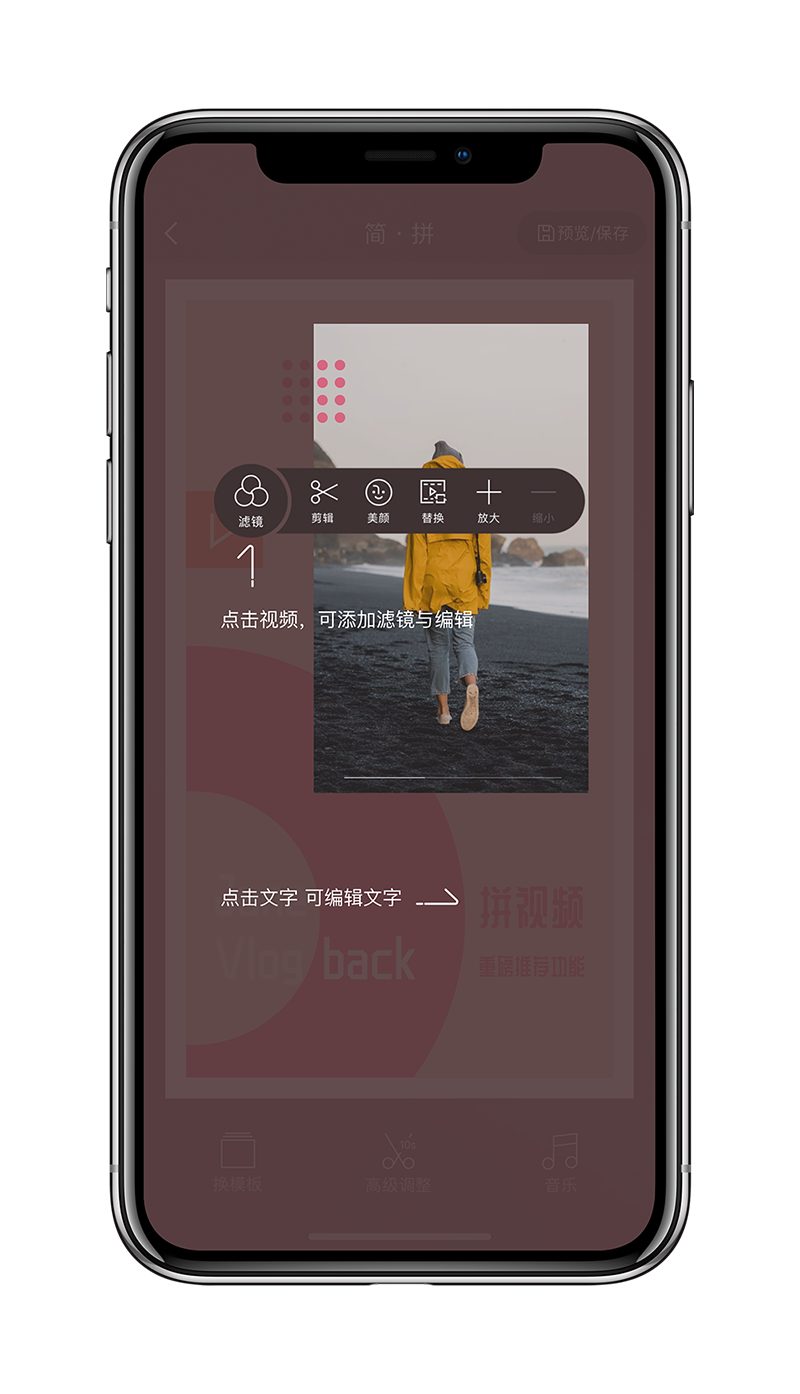 简·拼
预览/保存
滤镜 剪辑 美颜 替换 放大 缩小
点击视频，可添加滤镜与编辑
点击文字 可编辑文字
拼视频
Vlog back
重磅推荐功能
10s
换模板 高级调整 音乐